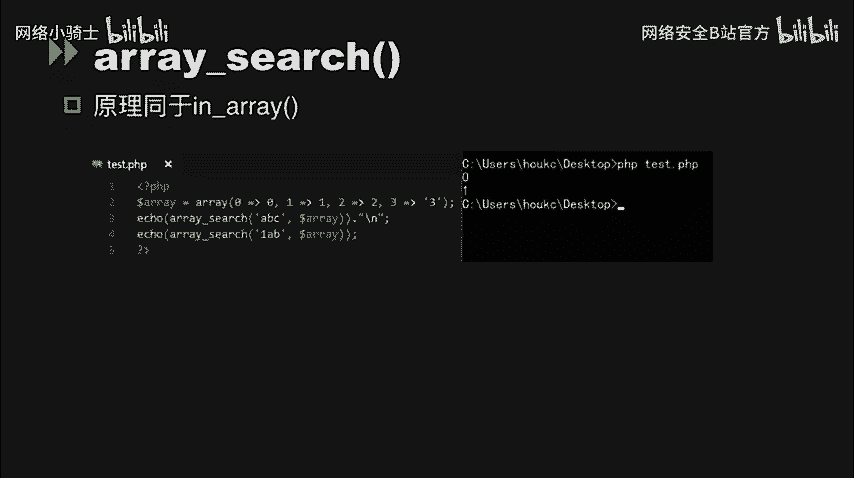 网络小骑士 bilibili
网络安全B站官方 bilibili
array_search()
原理同于in_array()
test.php ×
1 <?php
2 $array = array(0 => 0, 1 => 1, 2 => 2, 3 => '3');
3 echo(array_search('abc', $array))."\n";
4 echo(array_search('1ab', $array));
5 ?>
C:\Users\houkc\Desktop>php test.php
0
1
C:\Users\houkc\Desktop>_